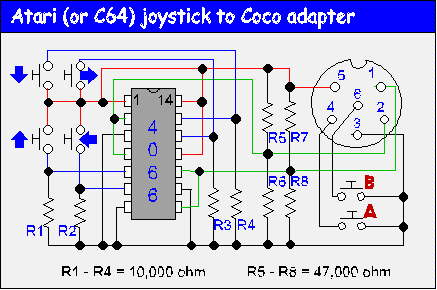 Atari (or C64) joystick to Coco adapter
1 14
4
0
6
6
5 1
6
4 2
3
R5 R7
R6 R8
R1 R2 R3 R4
B
A
R1 - R4 = 10,000 ohm R5 - R8 = 47,000 ohm